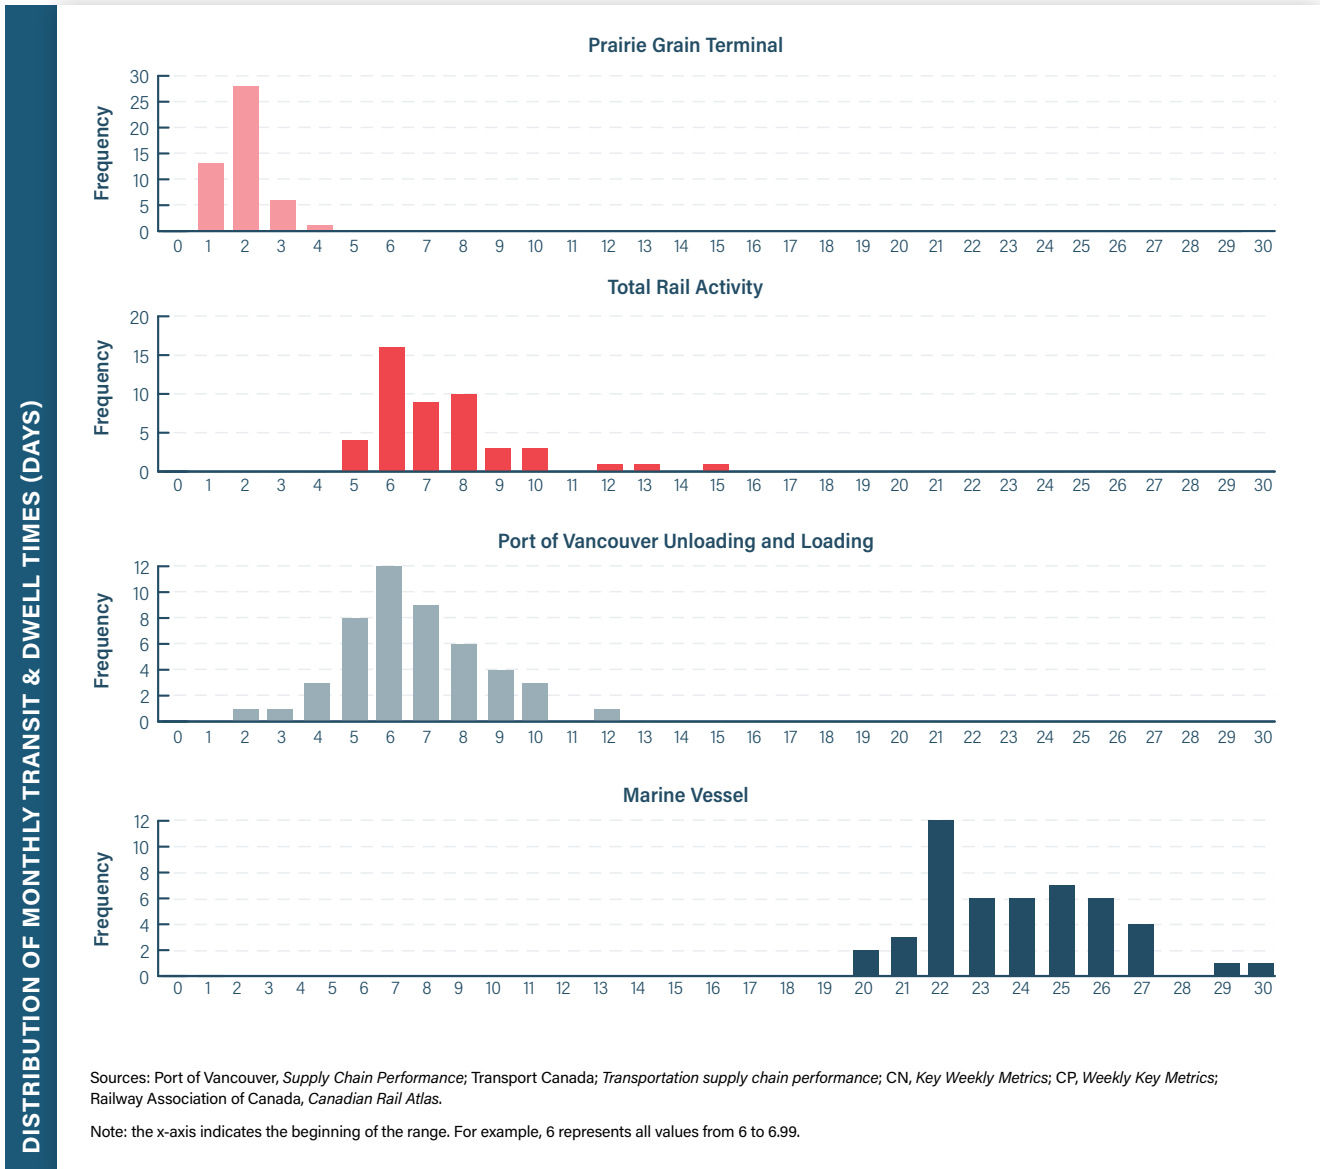 DISTRIBUTION OF MONTHLY TRANSIT & DWELL TIMES (DAYS)
Prairie Grain Terminal
Frequency
30
25
20
15
10
5
0
0 1 2 3 4 5 6 7 8 9 10 11 12 13 14 15 16 17 18 19 20 21 22 23 24 25 26 27 28 29 30
Total Rail Activity
Frequency
20
15
10
5
0
0 1 2 3 4 5 6 7 8 9 10 11 12 13 14 15 16 17 18 19 20 21 22 23 24 25 26 27 28 29 30
Port of Vancouver Unloading and Loading
Frequency
12
10
8
6
4
2
0
0 1 2 3 4 5 6 7 8 9 10 11 12 13 14 15 16 17 18 19 20 21 22 23 24 25 26 27 28 29 30
Marine Vessel
Frequency
12
10
8
6
4
2
0
0 1 2 3 4 5 6 7 8 9 10 11 12 13 14 15 16 17 18 19 20 21 22 23 24 25 26 27 28 29 30
Sources: Port of Vancouver, Supply Chain Performance; Transport Canada; Transportation supply chain performance; CN, Key Weekly Metrics; CP, Weekly Key Metrics;
Railway Association of Canada, Canadian Rail Atlas.
Note: the x-axis indicates the beginning of the range. For example, 6 represents all values from 6 to 6.99.